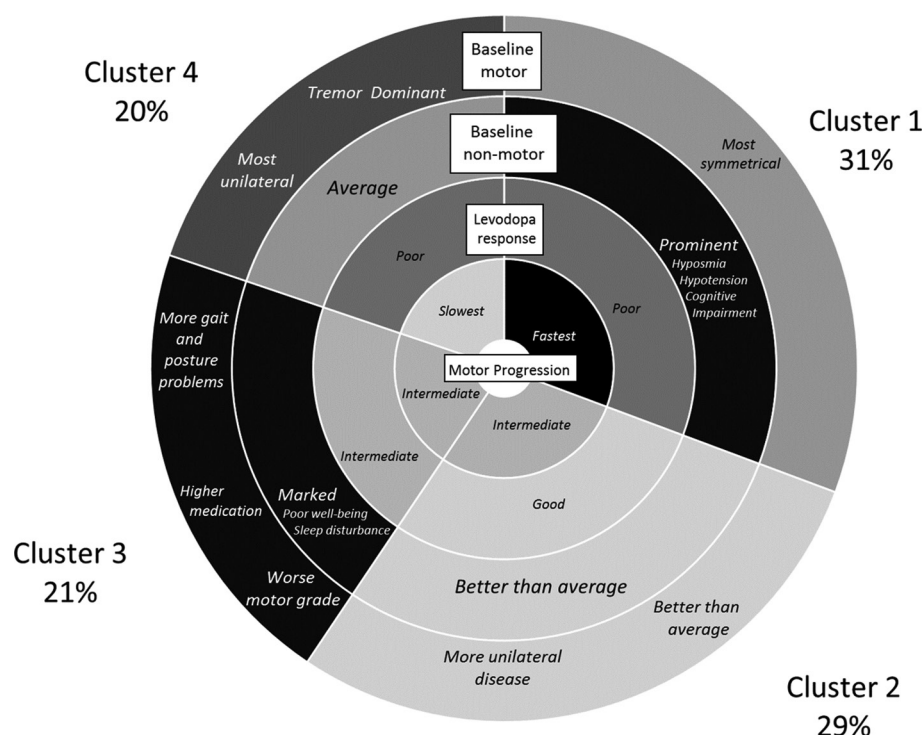 Cluster 4
20%
Cluster 1
31%
Cluster 3
21%
Cluster 2
29%
Baseline
motor
Baseline
non-motor
Levodopa
response
Motor Progression
Tremor Dominant
Most
unilateral
Average
Poor
Slowest
Most
symmetrical
Prominent
Hyposmia
Hypotension
Cognitive
Impairment
Poor
Fastest
More gait
and
posture
problems
Higher
medication
Worse
motor grade
Marked
Poor well-being
Sleep disturbance
Intermediate
Intermediate
Intermediate
Good
Better than average
Better than
average
More unilateral
disease